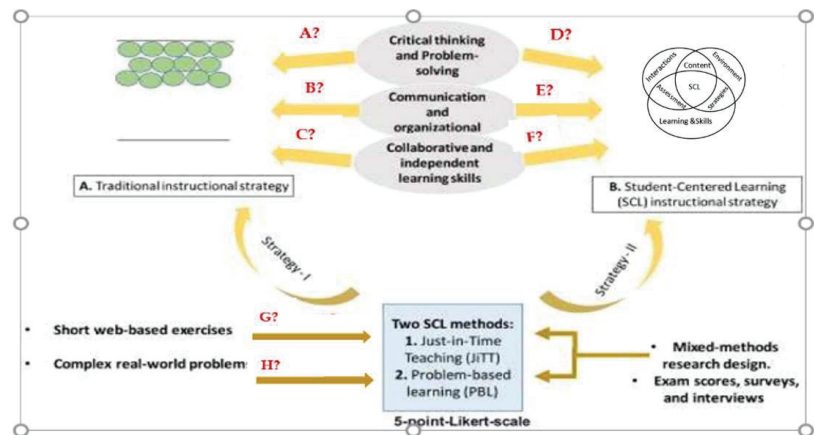 A?
D?
Critical thinking
and Problem-
solving
B?
E?
Communication
and
organizational
C?
F?
Collaborative and
independent
learning skills
Interactions
Environment
Content
SCL
Assessment
Strategies
Learning &Skills
A. Traditional instructional strategy
B. Student-Centered Learning
(SCL) instructional strategy
Strategy - I
Strategy - II
G?
• Short web-based exercises
H?
• Complex real-world problem
Two SCL methods:
1. Just-in-Time
Teaching (JiTT)
2. Problem-based
learning (PBL)
5-point-Likert-scale
• Mixed-methods
research design.
• Exam scores, surveys,
and interviews